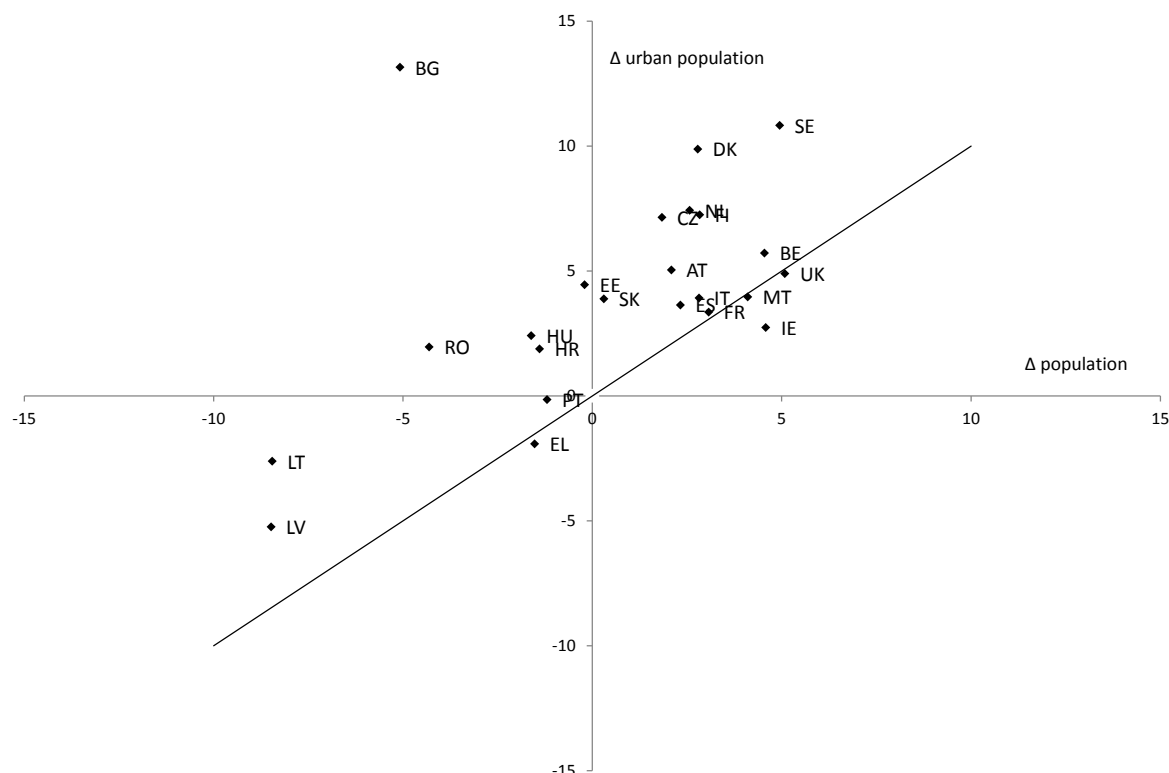 15
Δ urban population
BG
SE
DK
10
NL
FI
CZ
BE
AT
UK
5
EE
SK
IT
MT
ES
FR
IE
HU
HR
RO
Δ population
0
PT
-15
-10
-5
0
5
10
15
EL
LT
LV
-5
-10
-15